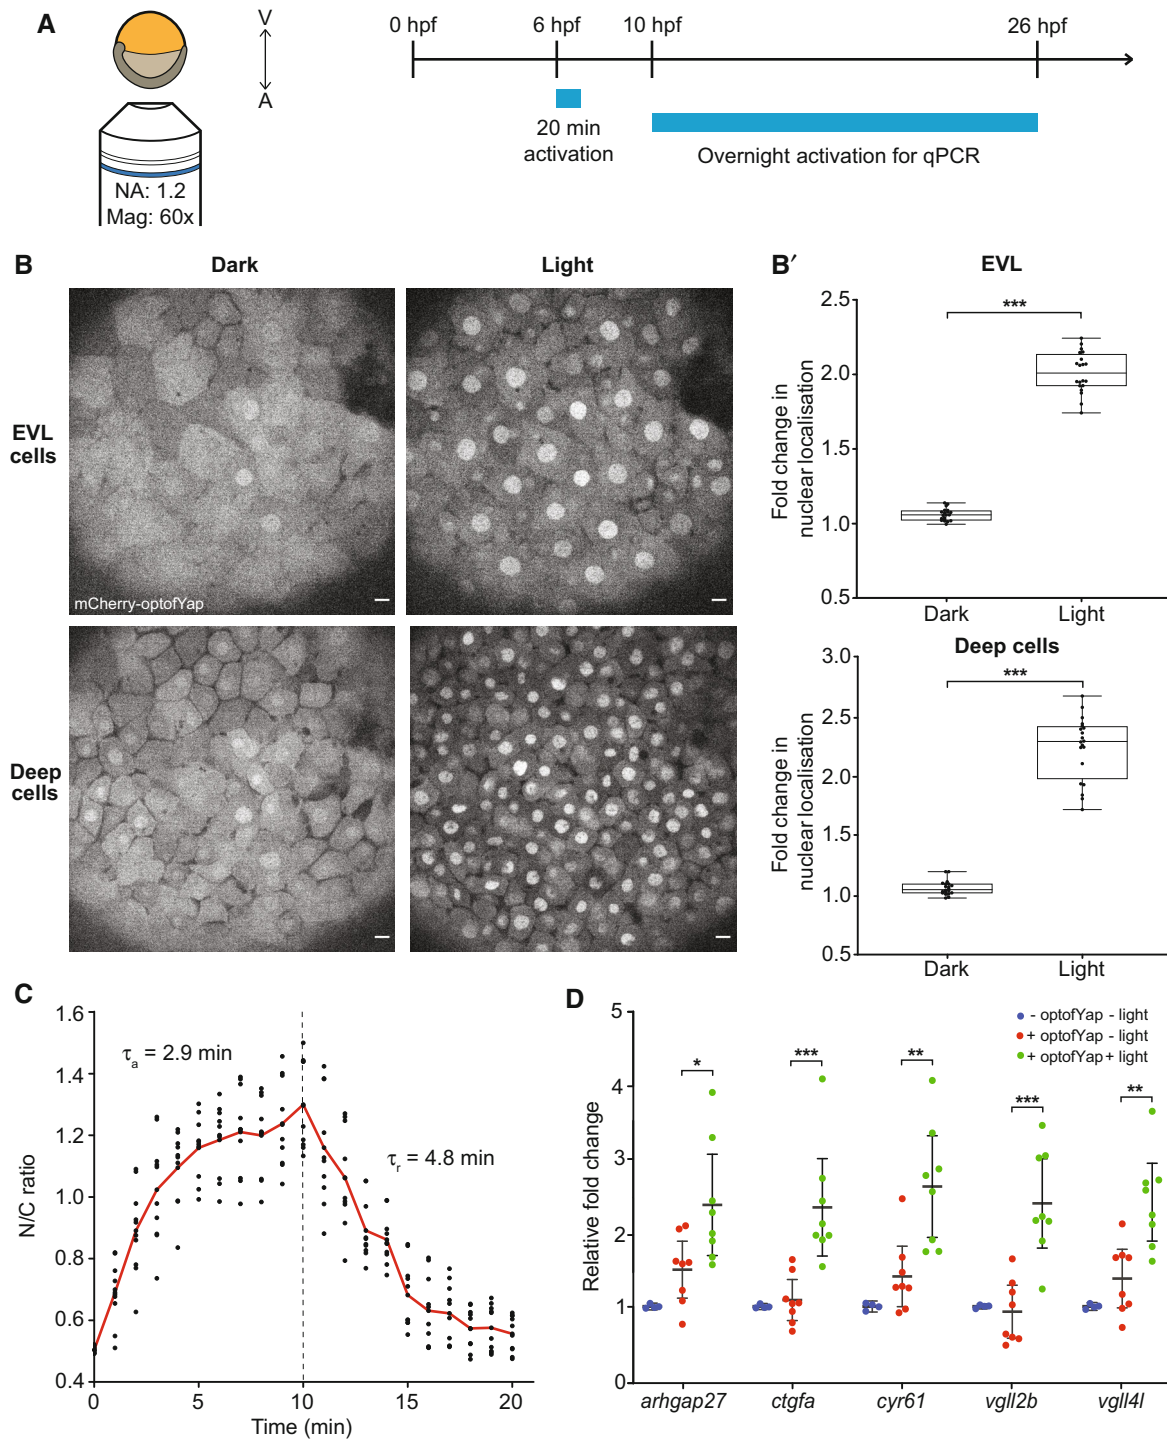 A
V
A
NA: 1.2
Mag: 60x
0 hpf
6 hpf
10 hpf
26 hpf
20 min
activation
Overnight activation for qPCR
B
Dark
Light
EVL
cells
mCherry-optofYap
Deep
cells
B′
EVL
Fold change in
nuclear localisation
2.5
2.0
1.5
1.0
0.5
***
Dark
Light
Deep cells
Fold change in
nuclear localisation
3.0
2.5
2.0
1.5
1.0
0.5
***
Dark
Light
C
N/C ratio
1.6
1.4
1.2
1.0
0.8
0.6
0.4
τa = 2.9 min
τr = 4.8 min
0
5
10
15
20
Time (min)
D
Relative fold change
5
4
3
2
1
0
- optofYap - light
+ optofYap - light
+ optofYap + light
*
***
**
***
**
arhgap27
ctgfa
cyr61
vgll2b
vgll4l